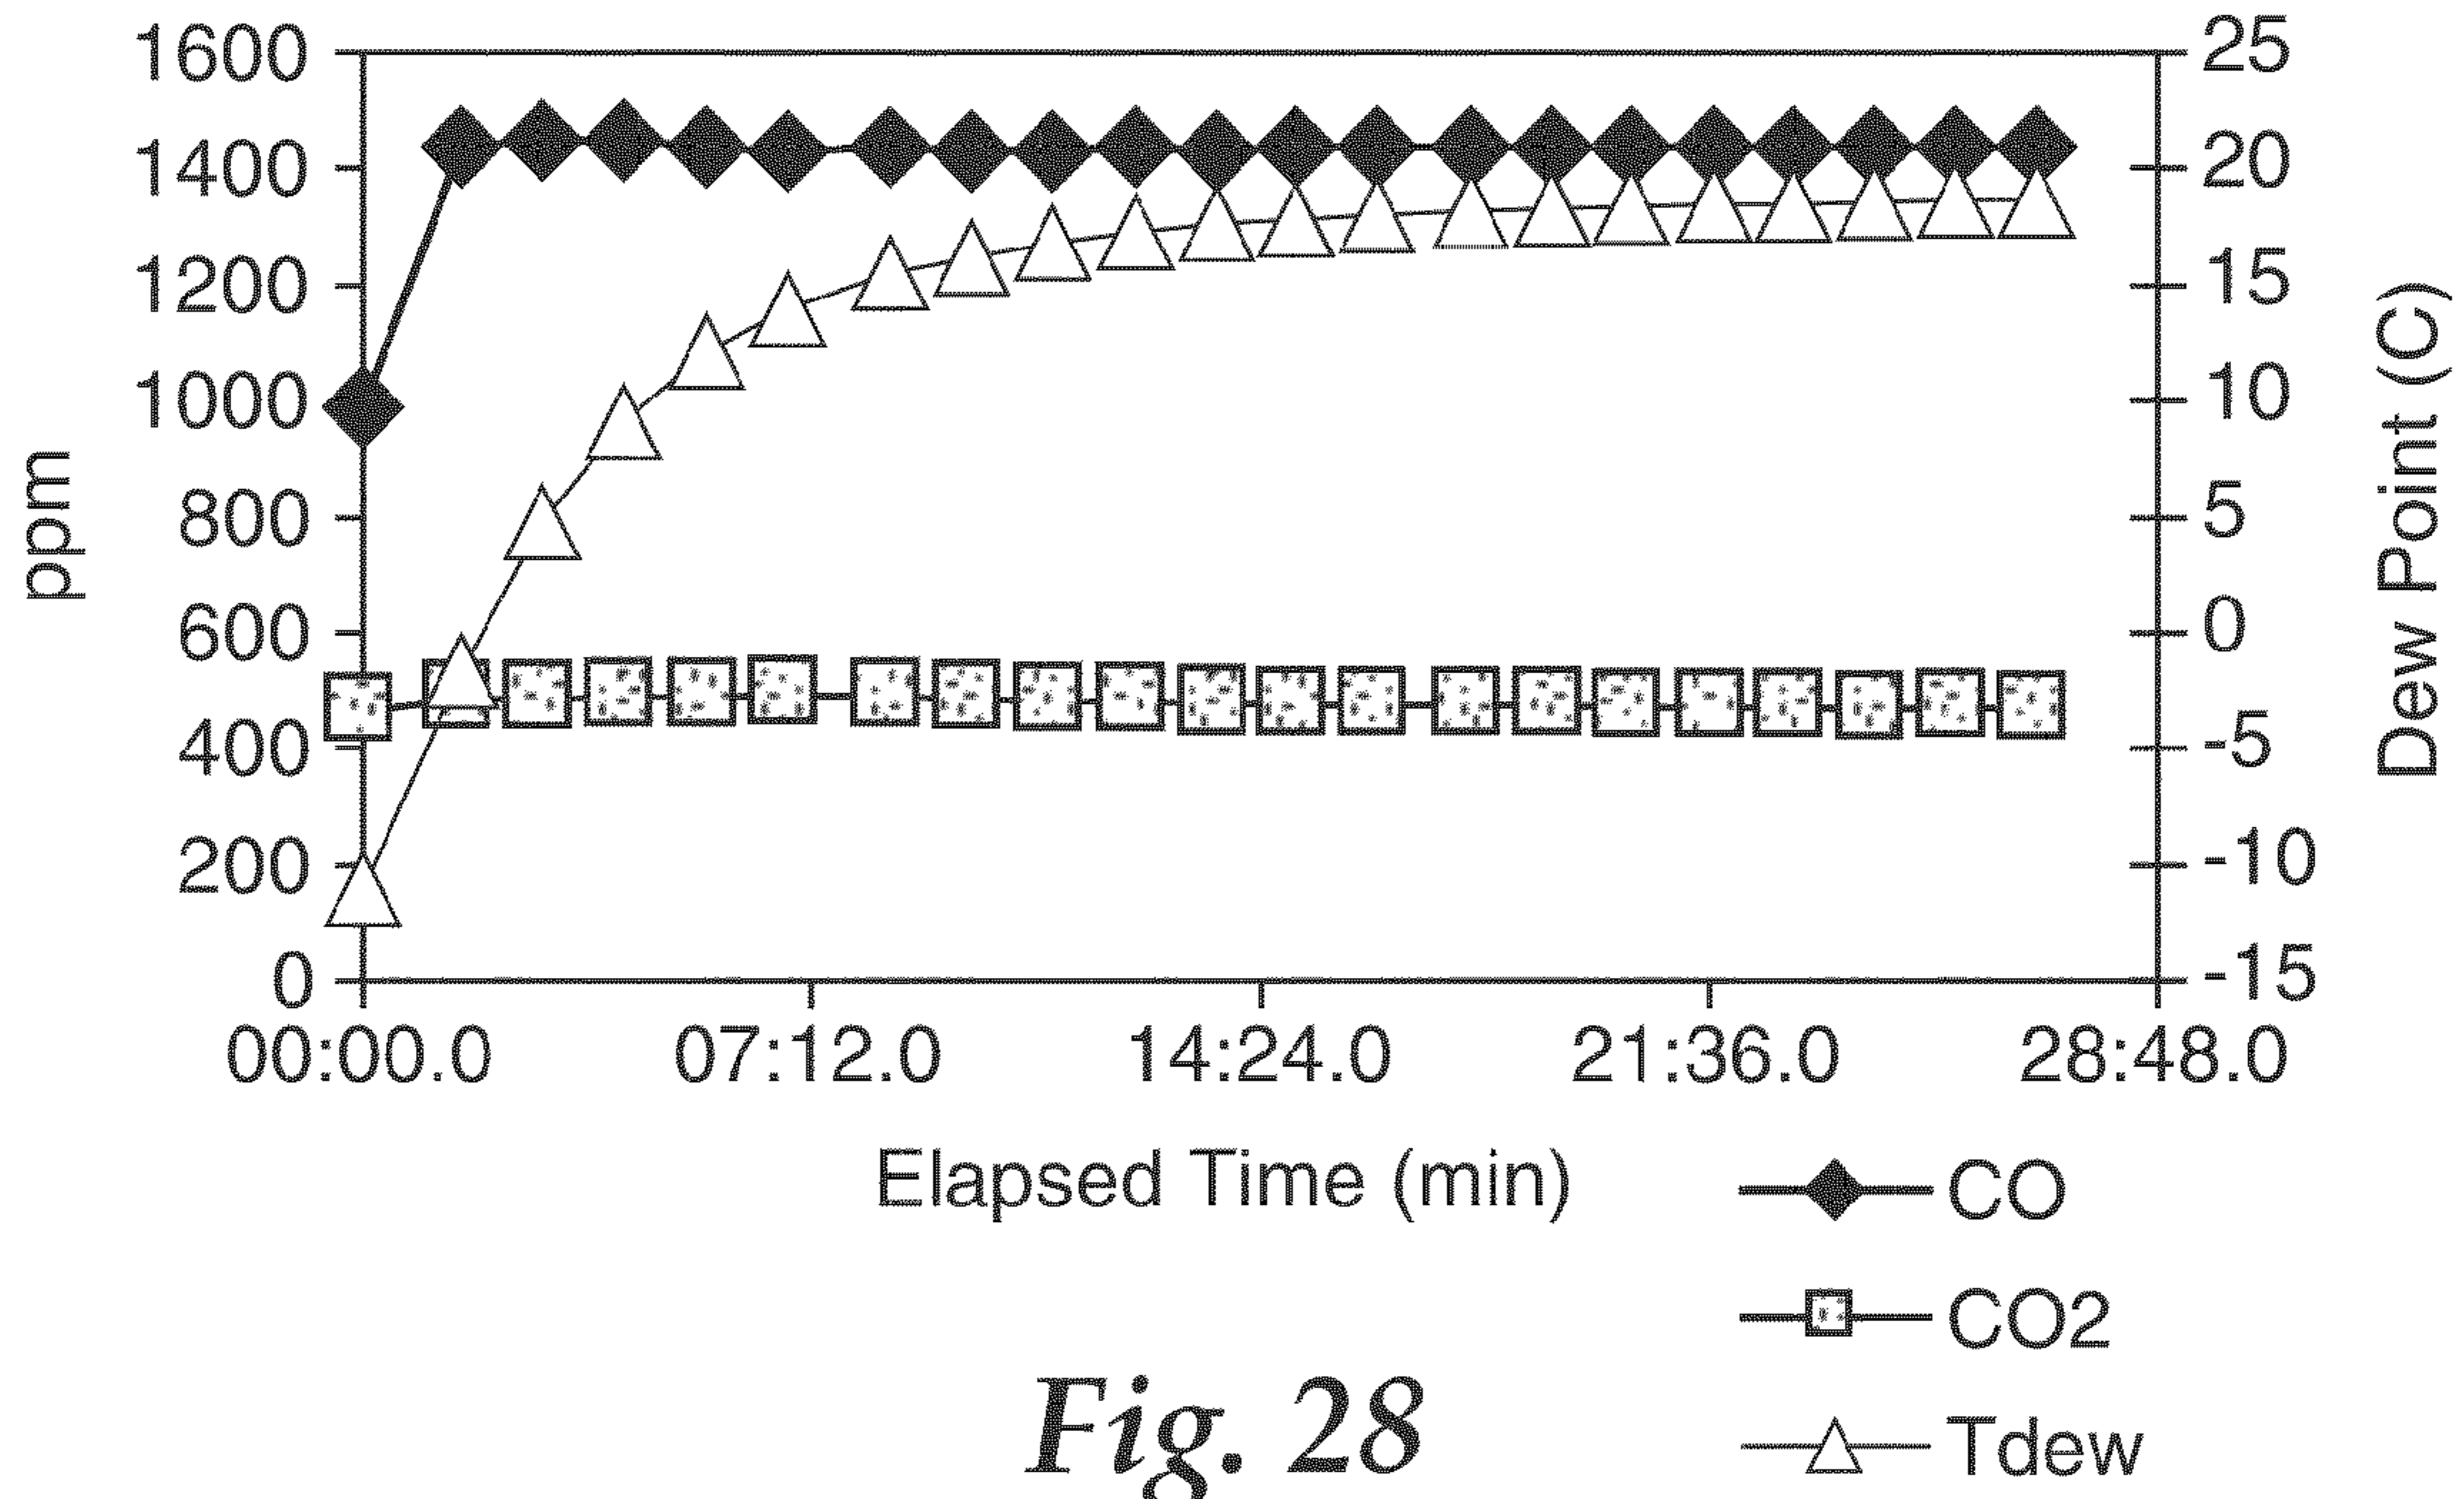 1600
1400
1200
1000
800
600
400
200
0
ppm
25
20
15
10
5
0
-5
-10
-15
Dew Point (C)
00:00.0 07:12.0 14:24.0 21:36.0 28:48.0
Elapsed Time (min)
CO
CO2
Tdew
Fig. 28